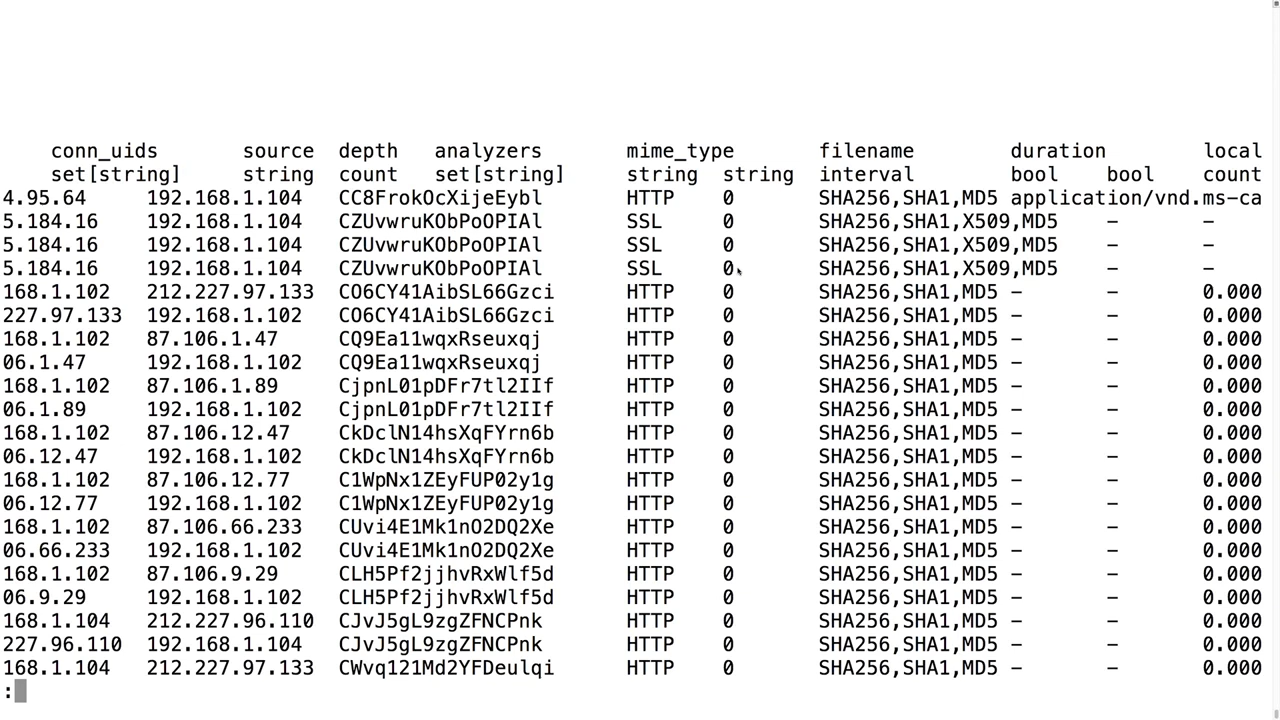 conn_uids source depth analyzers mime_type filename duration local
set[string] string count set[string] string string interval bool bool count
4.95.64 192.168.1.104 CC8FrokOcXijeEybl HTTP 0 SHA256,SHA1,MD5 application/vnd.ms-ca
5.184.16 192.168.1.104 CZUvwruKObPoOPIAl SSL 0 SHA256,SHA1,X509,MD5 - -
5.184.16 192.168.1.104 CZUvwruKObPoOPIAl SSL 0 SHA256,SHA1,X509,MD5 - -
5.184.16 192.168.1.104 CZUvwruKObPoOPIAl SSL 0 SHA256,SHA1,X509,MD5 - -
168.1.102 212.227.97.133 CO6CY41AibSL66Gzci HTTP 0 SHA256,SHA1,MD5 - - 0.000
227.97.133 192.168.1.102 CO6CY41AibSL66Gzci HTTP 0 SHA256,SHA1,MD5 - - 0.000
168.1.102 87.106.1.47 CQ9Ea11wqxRseuxqj HTTP 0 SHA256,SHA1,MD5 - - 0.000
06.1.47 192.168.1.102 CQ9Ea11wqxRseuxqj HTTP 0 SHA256,SHA1,MD5 - - 0.000
168.1.102 87.106.1.89 CjpnL01pDFr7tl2IIf HTTP 0 SHA256,SHA1,MD5 - - 0.000
06.1.89 192.168.1.102 CjpnL01pDFr7tl2IIf HTTP 0 SHA256,SHA1,MD5 - - 0.000
168.1.102 87.106.12.47 CkDclN14hsXqFYrn6b HTTP 0 SHA256,SHA1,MD5 - - 0.000
06.12.47 192.168.1.102 CkDclN14hsXqFYrn6b HTTP 0 SHA256,SHA1,MD5 - - 0.000
168.1.102 87.106.12.77 C1WpNx1ZEyFUP02y1g HTTP 0 SHA256,SHA1,MD5 - - 0.000
06.12.77 192.168.1.102 C1WpNx1ZEyFUP02y1g HTTP 0 SHA256,SHA1,MD5 - - 0.000
168.1.102 87.106.66.233 CUvi4E1Mk1nO2DQ2Xe HTTP 0 SHA256,SHA1,MD5 - - 0.000
06.66.233 192.168.1.102 CUvi4E1Mk1nO2DQ2Xe HTTP 0 SHA256,SHA1,MD5 - - 0.000
168.1.102 87.106.9.29 CLH5Pf2jjhvRxWlf5d HTTP 0 SHA256,SHA1,MD5 - - 0.000
06.9.29 192.168.1.102 CLH5Pf2jjhvRxWlf5d HTTP 0 SHA256,SHA1,MD5 - - 0.000
168.1.104 212.227.96.110 CJvJ5gL9zgZFNCPnk HTTP 0 SHA256,SHA1,MD5 - - 0.000
227.96.110 192.168.1.104 CJvJ5gL9zgZFNCPnk HTTP 0 SHA256,SHA1,MD5 - - 0.000
168.1.104 212.227.97.133 CWvq121Md2YFDeulqi HTTP 0 SHA256,SHA1,MD5 - - 0.000
: